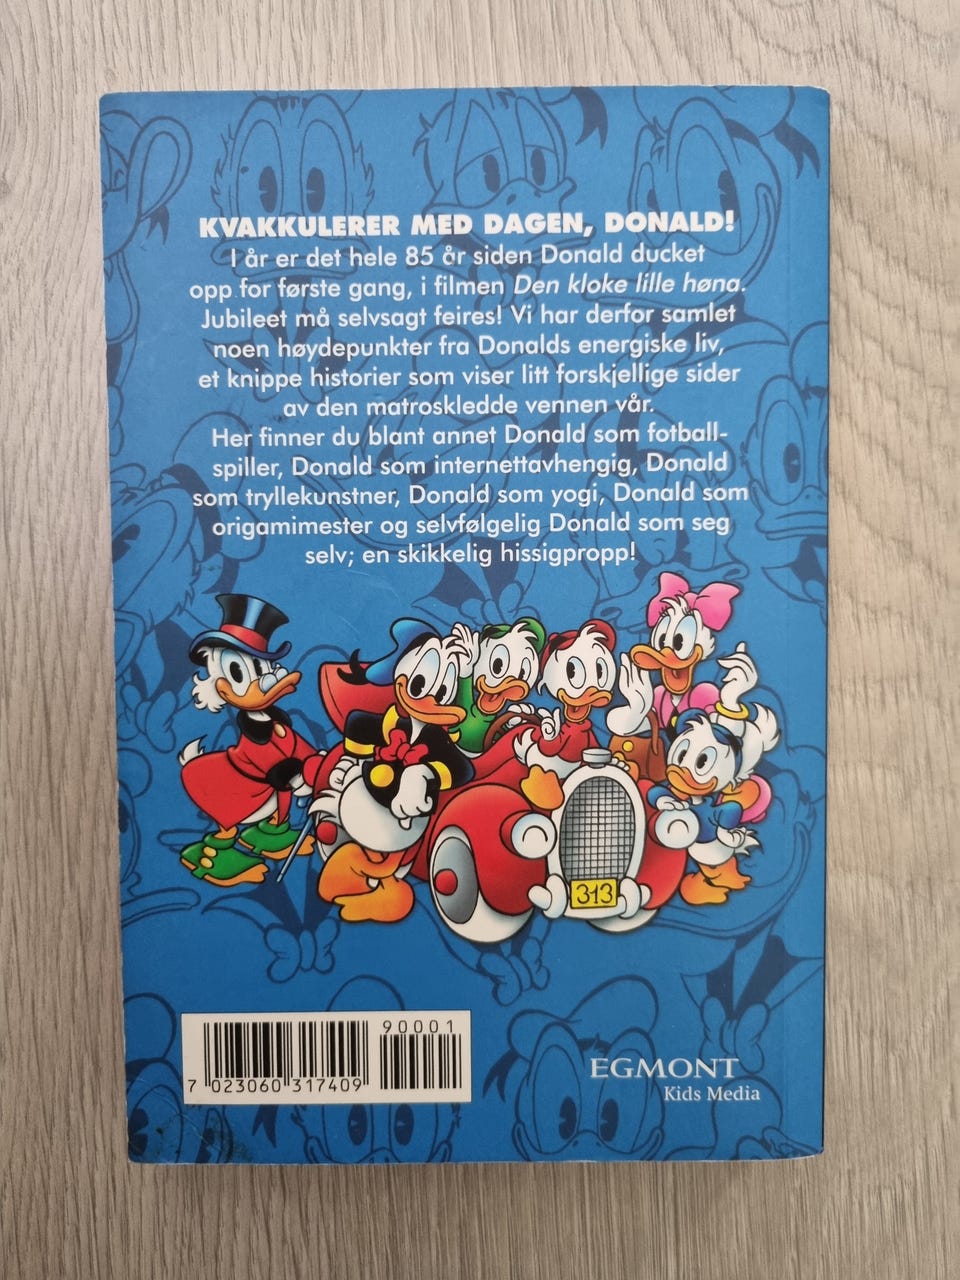 KVAKKULERER MED DAGEN, DONALD!
I år er det hele 85 år siden Donald ducket
opp for første gang, i filmen Den kloke lille høna.
Jubileet må selvsagt feires! Vi har derfor samlet
noen høydepunkter fra Donalds energiske liv,
et knippe historier som viser litt forskjellige sider
av den matroskledde vennen vår.
Her finner du blant annet Donald som fotball-
spiller, Donald som internettavhengig, Donald
som tryllekunstner, Donald som yogi, Donald som
origamimester og selvfølgelig Donald som seg
selv; en skikkelig hissigpropp!
313
90001
7 023060 317409
EGMONT
Kids Media